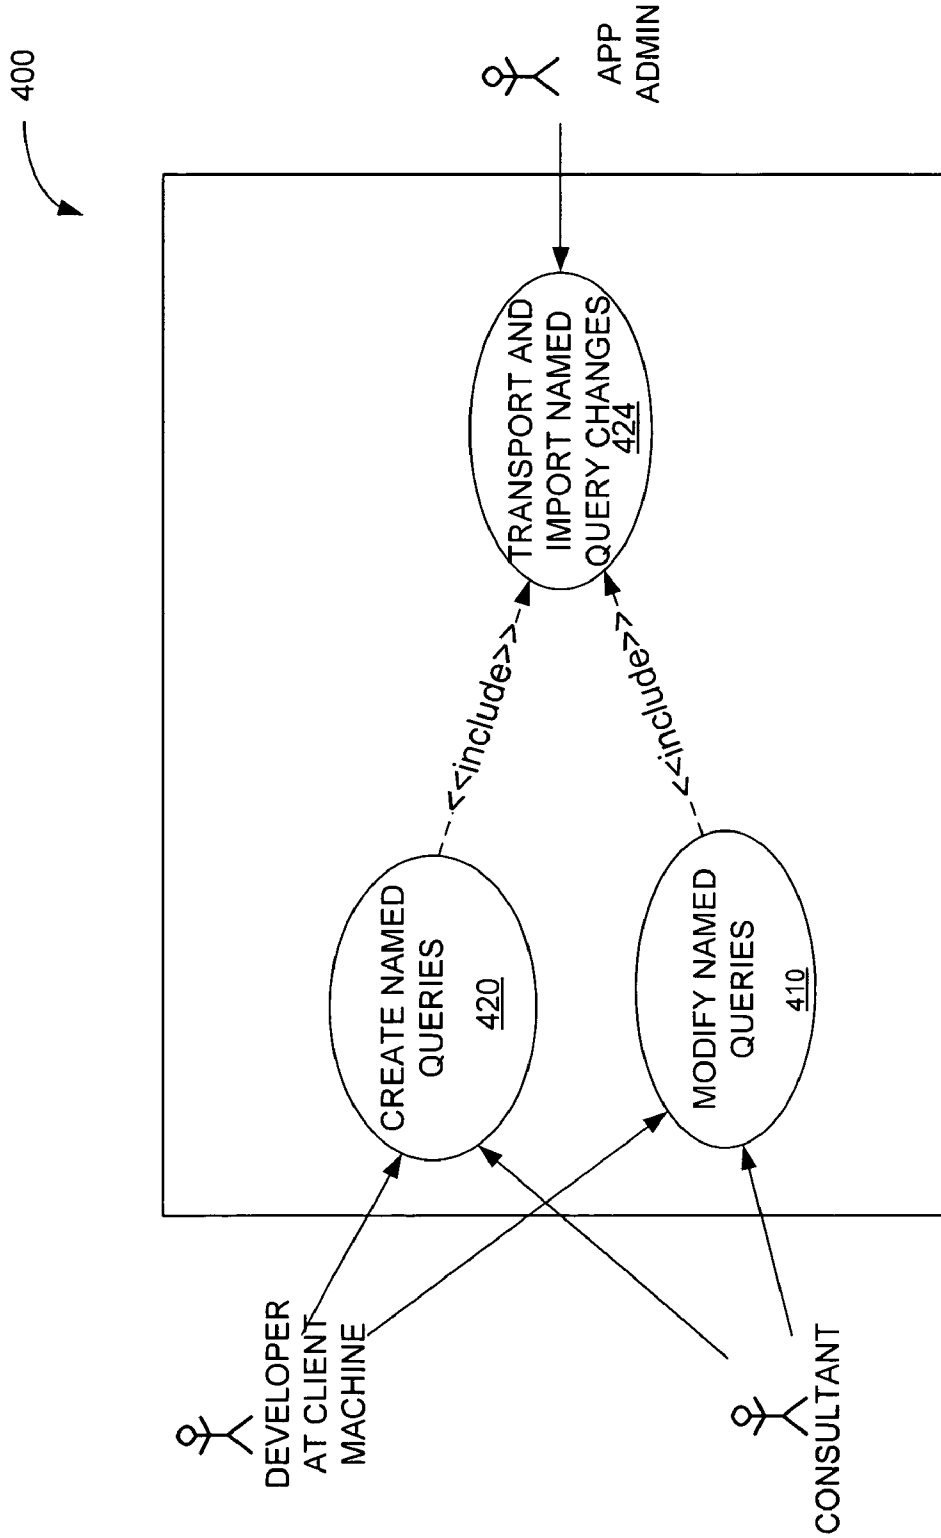 400
DEVELOPER
AT CLIENT
MACHINE
CREATE NAMED
QUERIES
420
<<include>>
TRANSPORT AND
IMPORT NAMED
QUERY CHANGES
424
APP
ADMIN
CONSULTANT
MODIFY NAMED
QUERIES
410
<<include>>